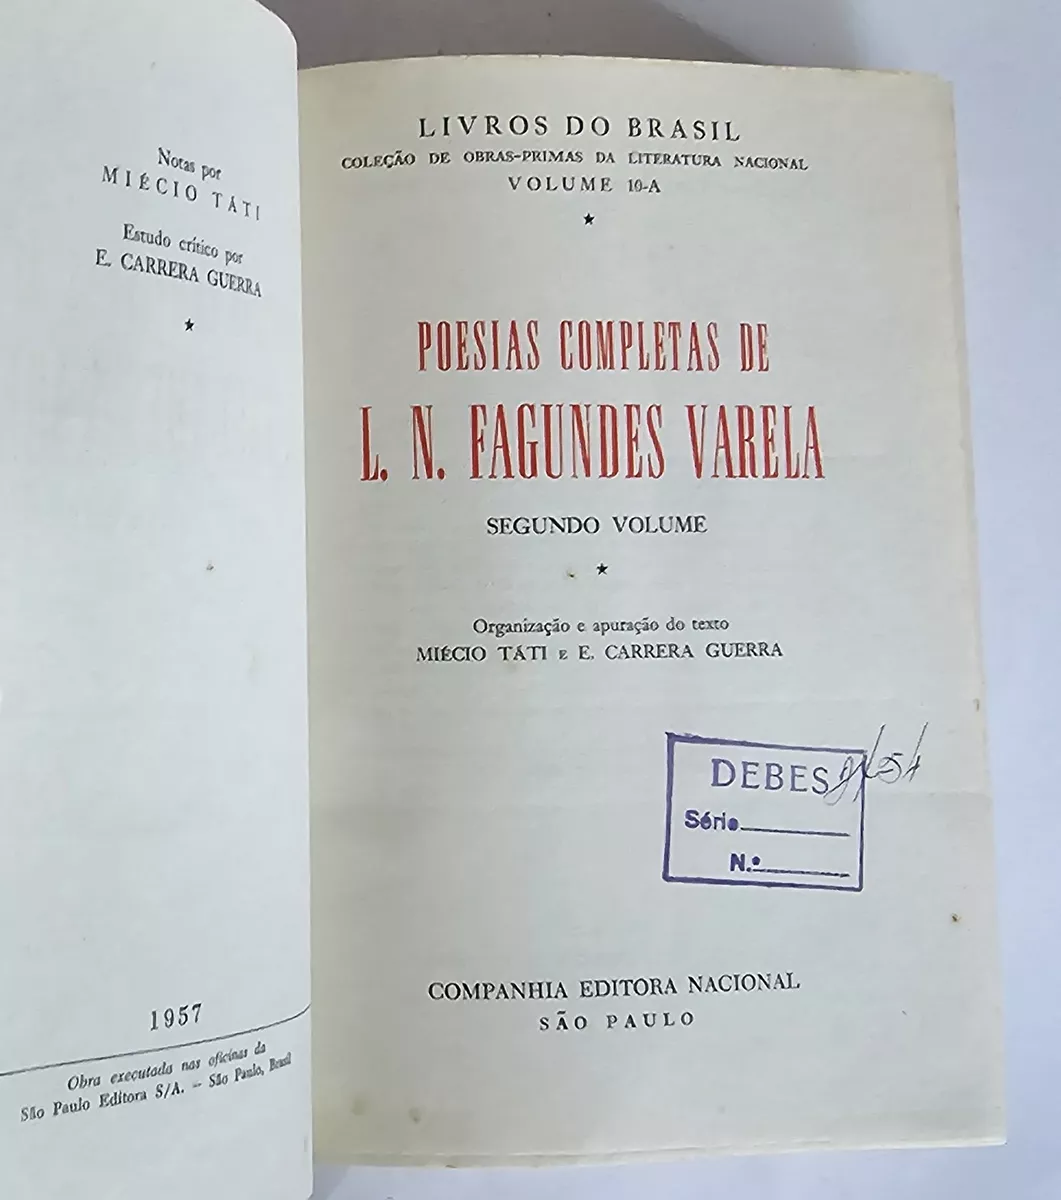 Notas por
MIÉCIO TÁTI
Estudo crítico por
E. CARRERA GUERRA
1957
Obra executada nas oficinas da
São Paulo Editora S/A. — São Paulo, Brasil
LIVROS DO BRASIL
COLEÇÃO DE OBRAS-PRIMAS DA LITERATURA NACIONAL
VOLUME 10-A
POESIAS COMPLETAS DE
L. N. FAGUNDES VARELA
SEGUNDO VOLUME
Organização e apuração do texto
MIÉCIO TÁTI E E. CARRERA GUERRA
DEBES
Série
N.º
COMPANHIA EDITORA NACIONAL
SÃO PAULO